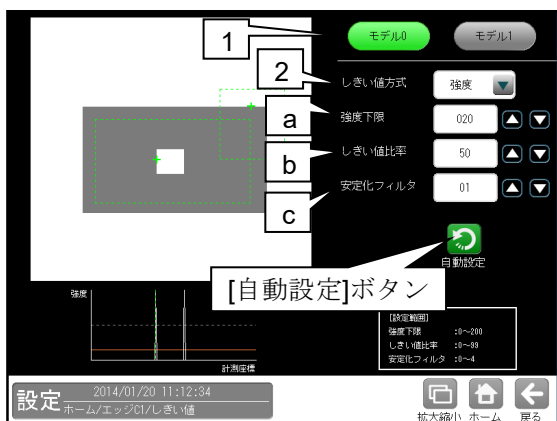 1
モデル0
モデル1
2
しきい値方式
強度
a
強度下限
020
b
しきい値比率
50
c
安定化フィルタ
01
自動設定
[自動設定]ボタン
強度
計測座標
[設定範囲]
強度下限 :0~200
しきい値比率 :0~99
安定化フィルタ :0~4
設定
2014/01/20 11:12:34
ホーム/エッジC1/しきい値
拡大縮小
ホーム
戻る